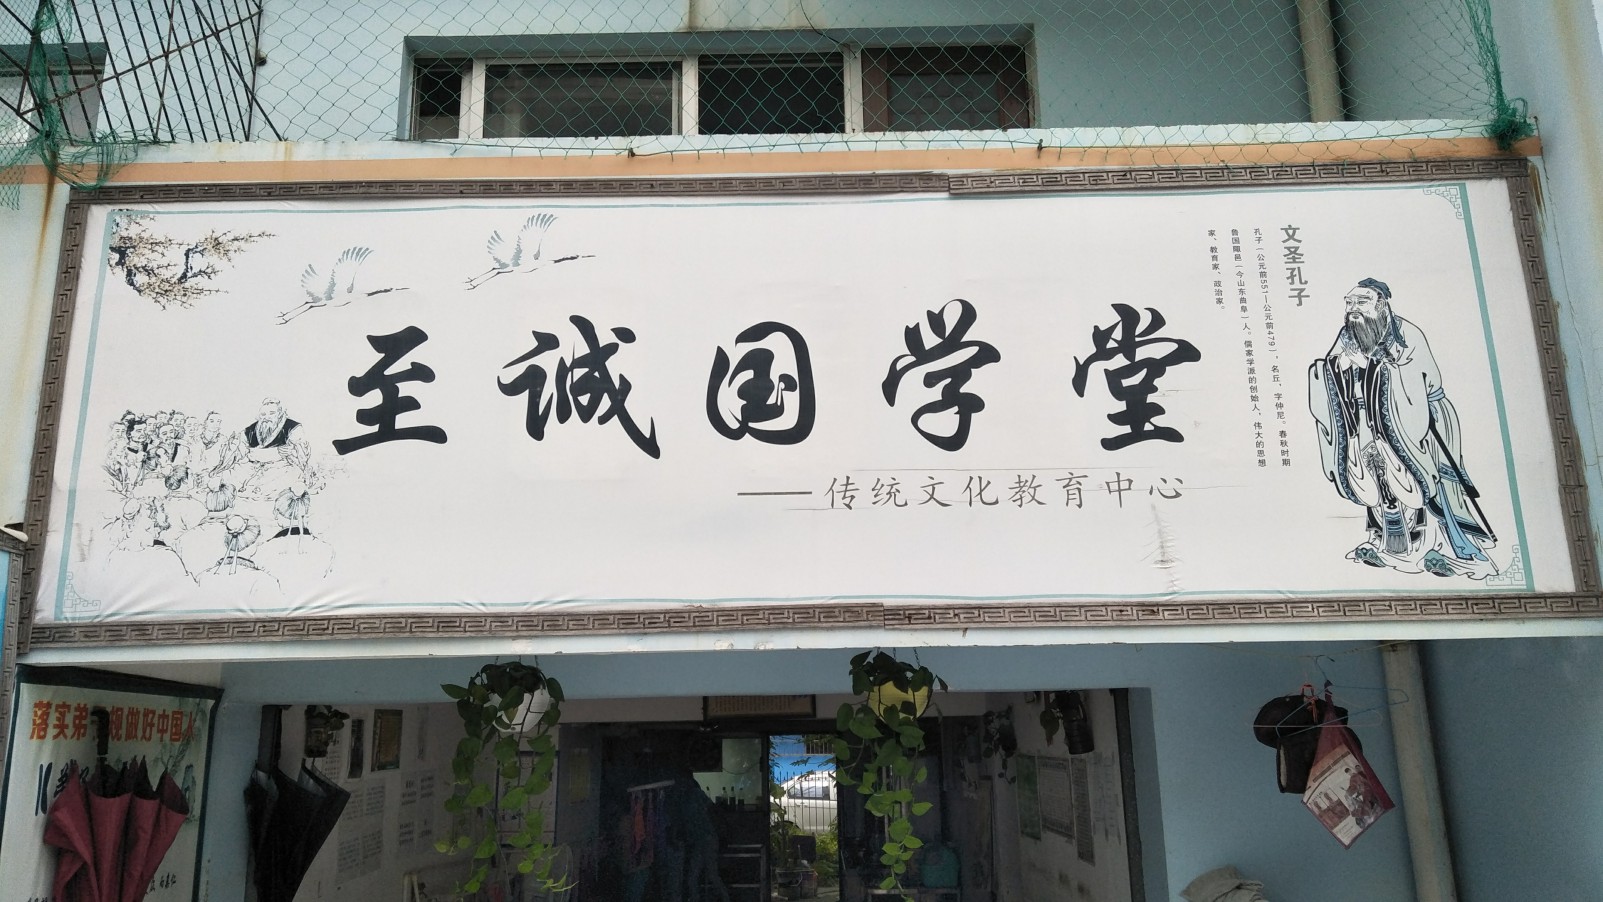 至诚国学堂
——传统文化教育中心
文圣孔子
孔子（公元前551—公元前479），名丘，字仲尼。春秋时期
鲁国陬邑（今山东曲阜）人。儒家学派的创始人，伟大的思想
家、教育家、政治家。
落实弟 规做好中国人